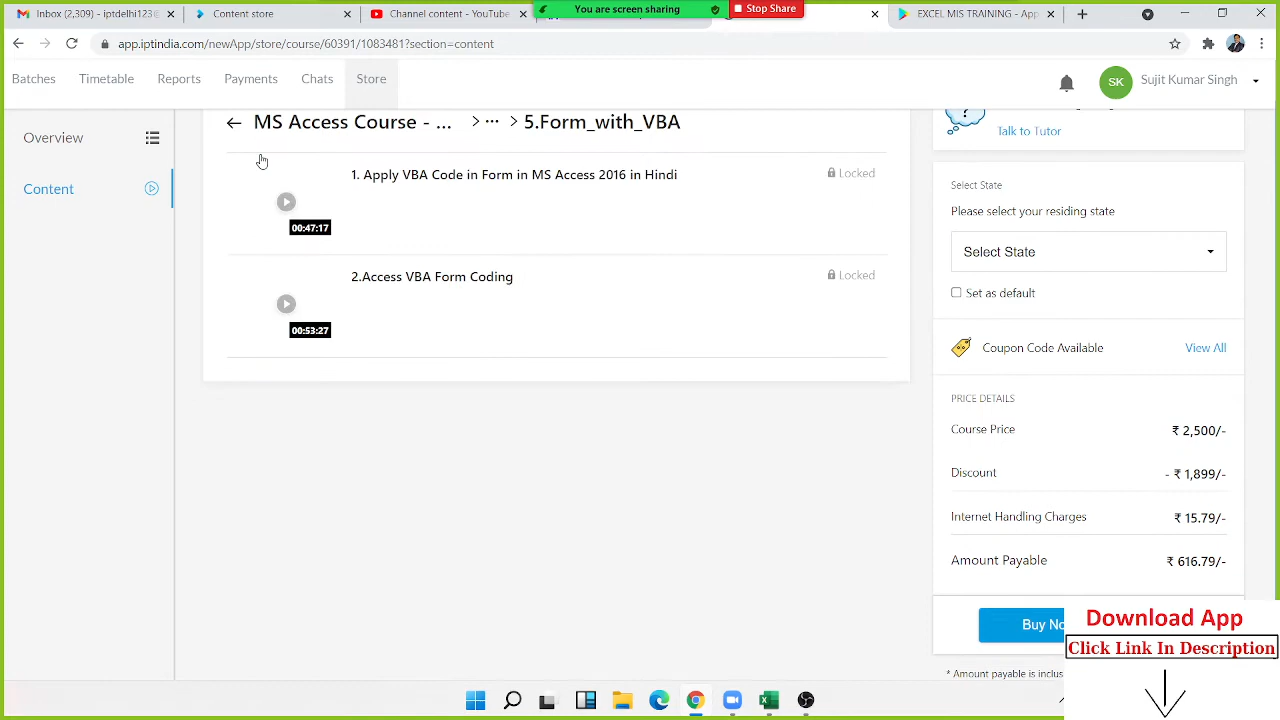 Inbox (2,309) - iptdelhi123@
Content store
Channel content - YouTube
You are screen sharing
Stop Share
EXCEL MIS TRAINING - App
app.iptindia.com/newApp/store/course/60391/1083481?section=content
Batches
Timetable
Reports
Payments
Chats
Store
SK
Sujit Kumar Singh
Overview
Content
MS Access Course - ...
5.Form_with_VBA
1. Apply VBA Code in Form in MS Access 2016 in Hindi
Locked
00:47:17
2.Access VBA Form Coding
Locked
00:53:27
Talk to Tutor
Select State
Please select your residing state
Select State
Set as default
Coupon Code Available
View All
PRICE DETAILS
Course Price
₹ 2,500/-
Discount
- ₹ 1,899/-
Internet Handling Charges
₹ 15.79/-
Amount Payable
₹ 616.79/-
Buy No
Download App
Click Link In Description
* Amount payable is inclus